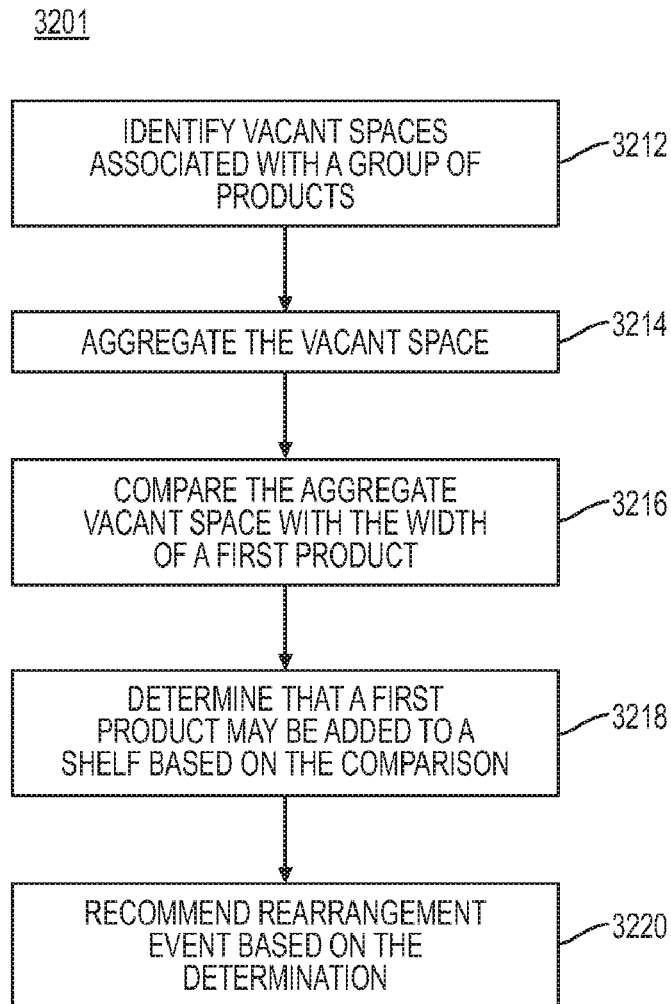 3201
IDENTIFY VACANT SPACES
ASSOCIATED WITH A GROUP OF
PRODUCTS
3212
AGGREGATE THE VACANT SPACE
3214
COMPARE THE AGGREGATE
VACANT SPACE WITH THE WIDTH
OF A FIRST PRODUCT
3216
DETERMINE THAT A FIRST
PRODUCT MAY BE ADDED TO A
SHELF BASED ON THE COMPARISON
3218
RECOMMEND REARRANGEMENT
EVENT BASED ON THE
DETERMINATION
3220